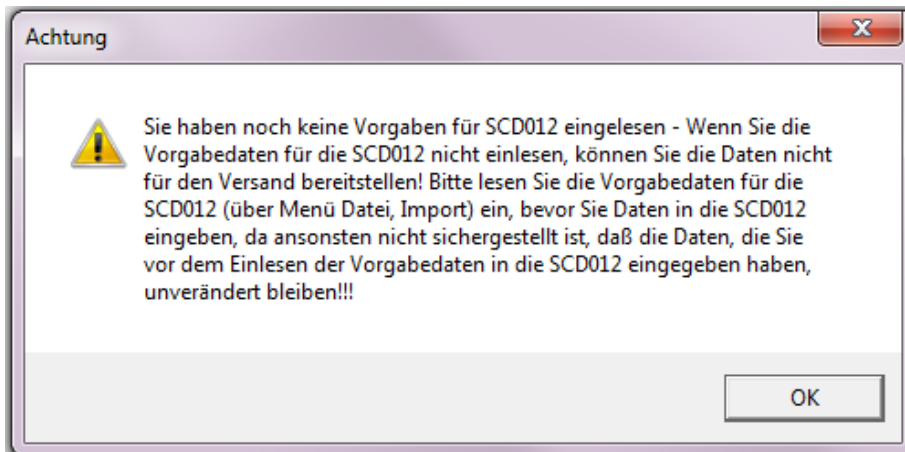 Achtung
Sie haben noch keine Vorgaben für SCD012 eingelesen - Wenn Sie die
Vorgabedaten für die SCD012 nicht einlesen, können Sie die Daten nicht
für den Versand bereitstellen! Bitte lesen Sie die Vorgabedaten für die
SCD012 (über Menü Datei, Import) ein, bevor Sie Daten in die SCD012
eingeben, da ansonsten nicht sichergestellt ist, daß die Daten, die Sie
vor dem Einlesen der Vorgabedaten in die SCD012 eingegeben haben,
unverändert bleiben!!!
OK